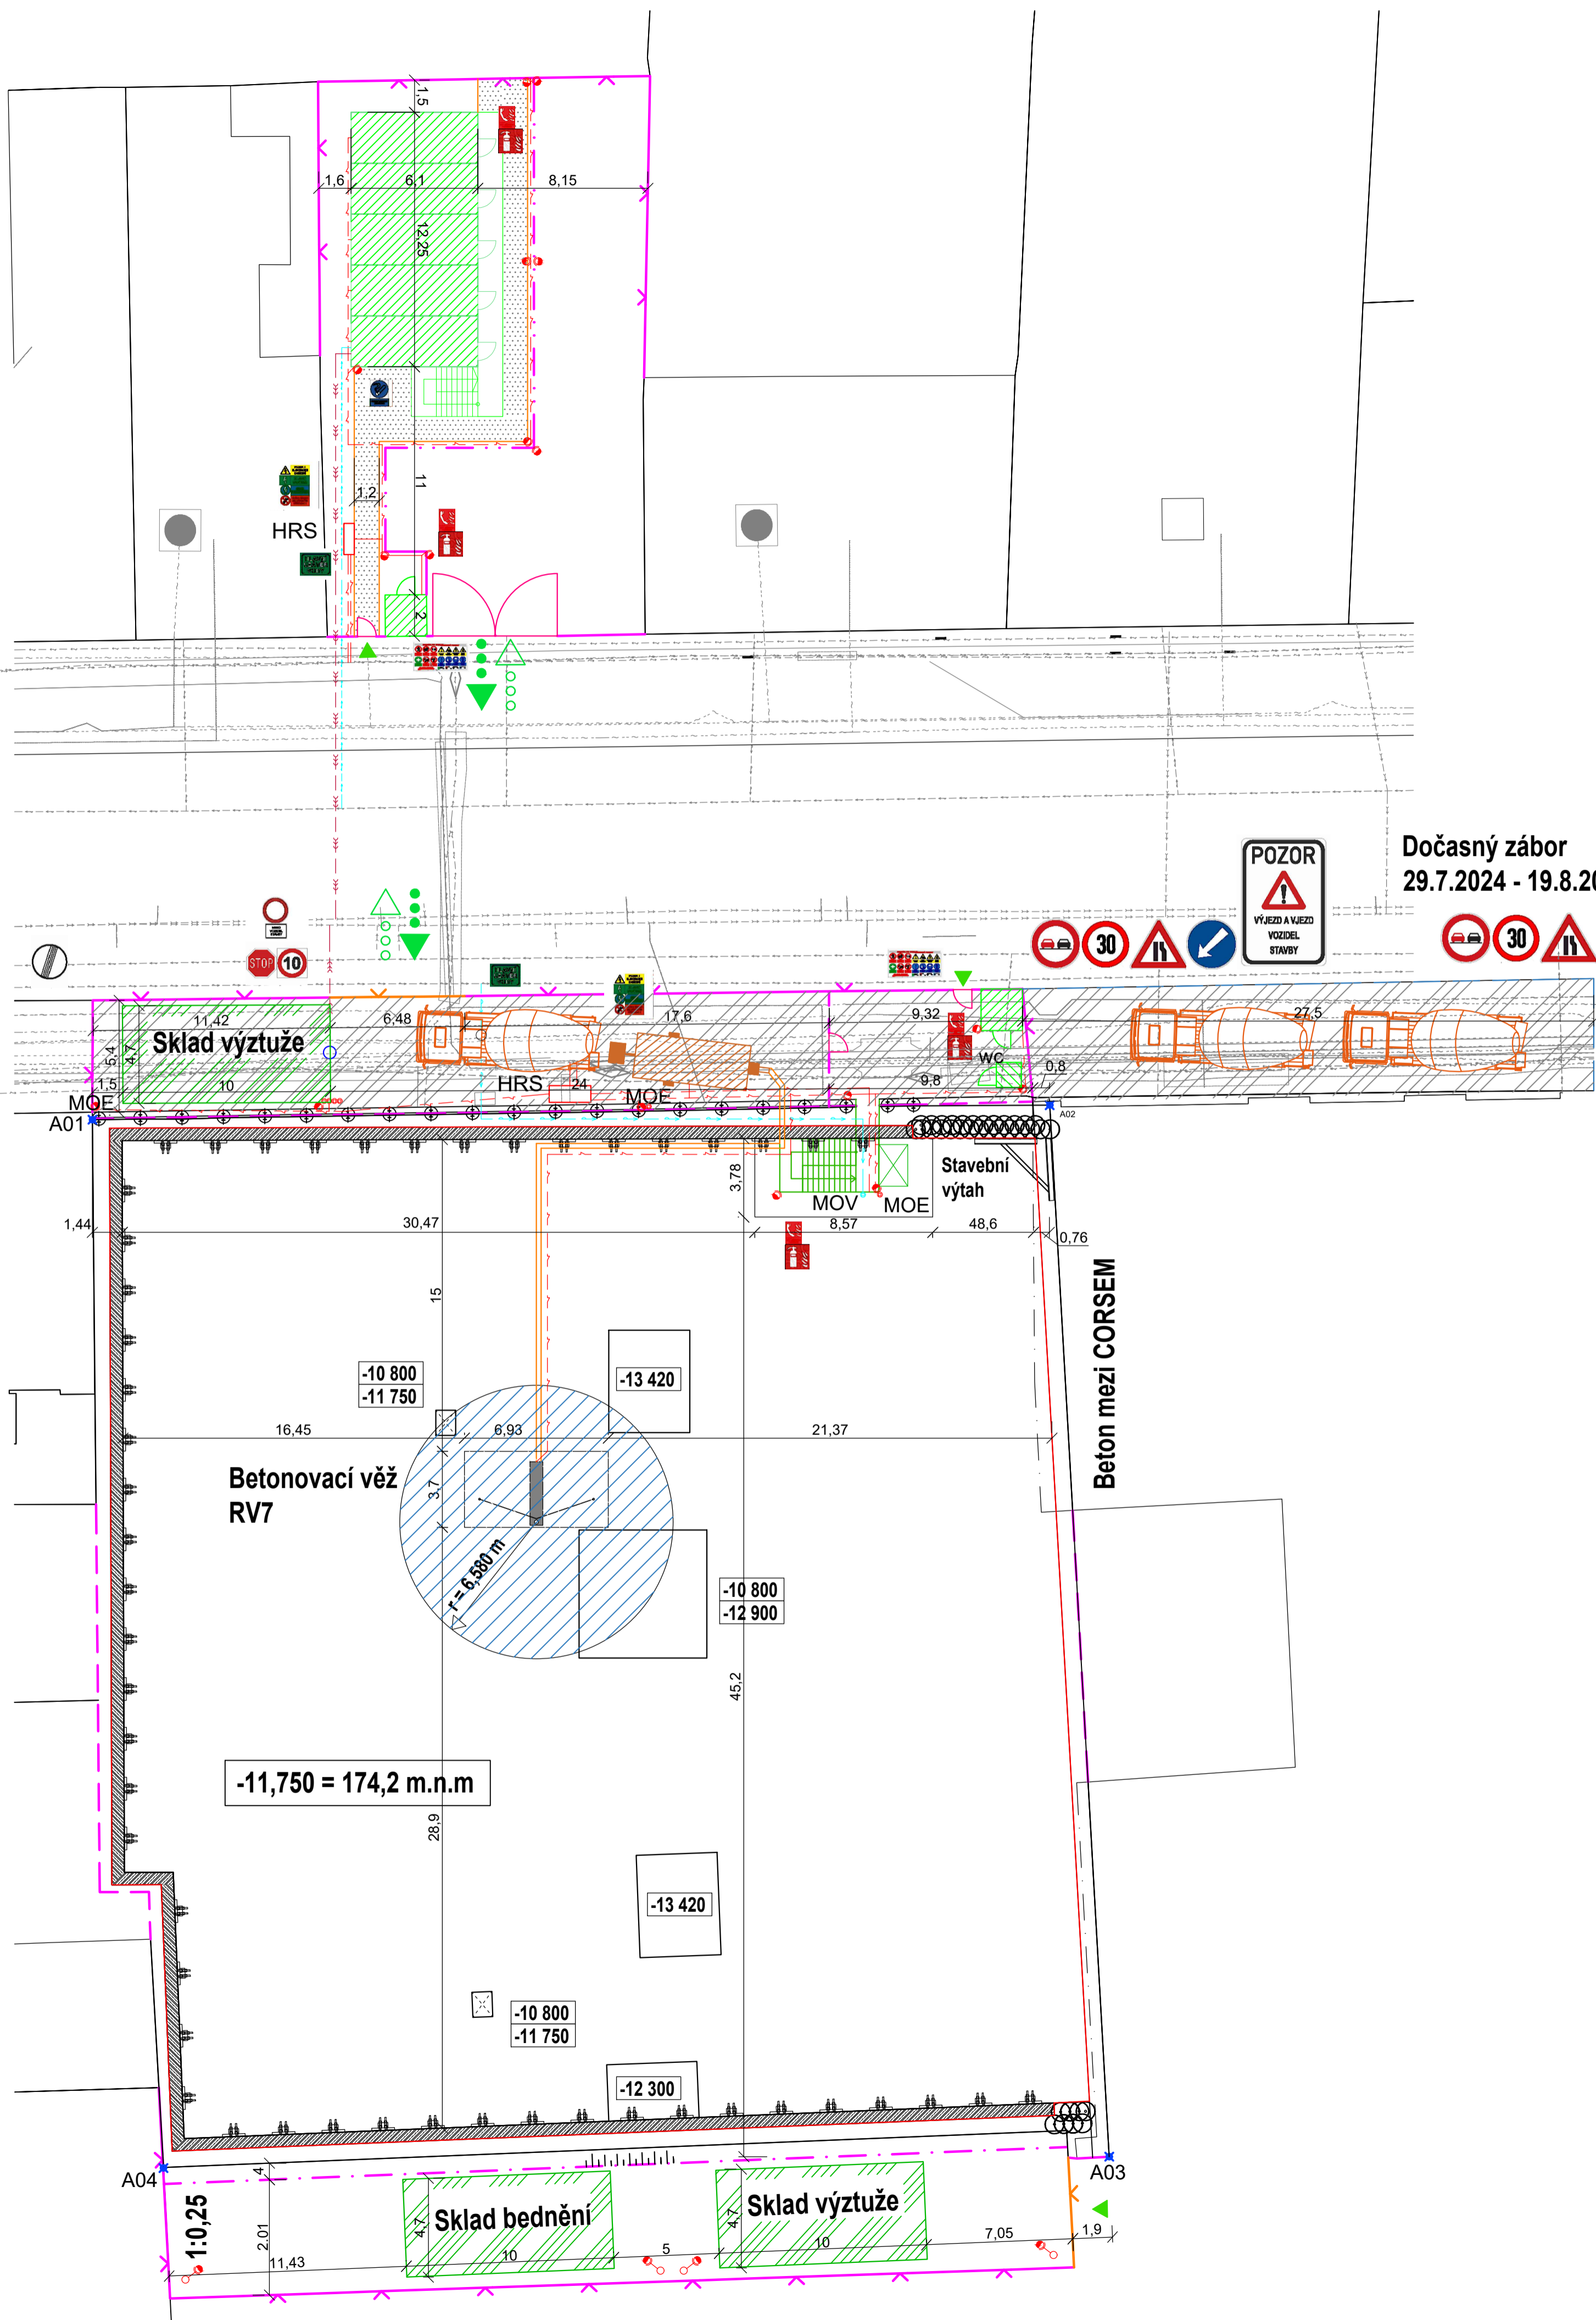 1,5
1,6
6,1
8,15
12,25
11
1,2
HRS
2
Dočasný zábor
29.7.2024 - 19.8.20
POZOR
VÝJEZD A VJEZD
VOZIDEL
STAVBY
30
30
STOP
10
11,42
6,48
17,6
9,32
27,5
Sklad výztuže
5,4
4,7
1,5
10
HRS
24
MOE
WC
9,8
0,8
MOE
A01
A02
3,78
Stavební
výtah
MOV
MOE
1,44
30,47
8,57
48,6
0,76
15
Beton mezi CORSEM
-10 800
-11 750
-13 420
16,45
6,93
21,37
Betonovací věž
RV7
3,7
r = 6,580 m
-10 800
-12 900
45,2
-11,750 = 174,2 m.n.m
28,9
-13 420
-10 800
-11 750
-12 300
A04
A03
4
1:0,25
2.01
4,7
Sklad bednění
4,7
Sklad výztuže
11,43
10
5
10
7,05
1,9